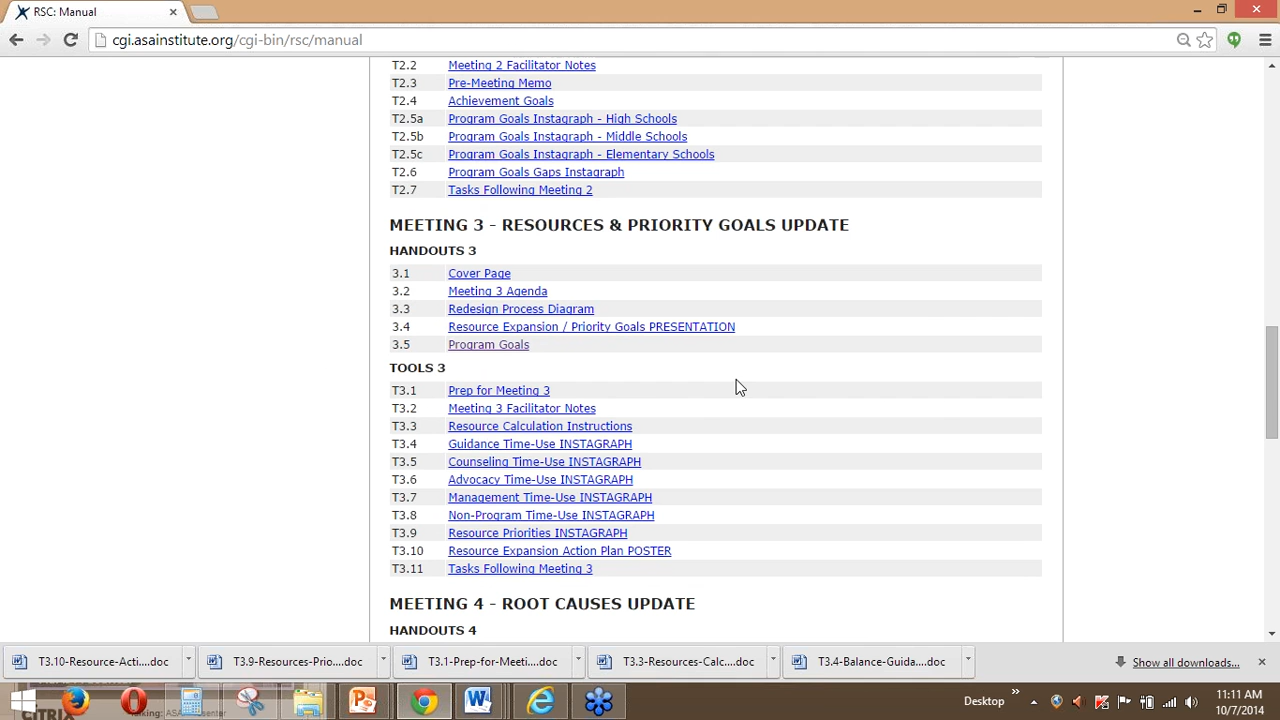 RSC: Manual
cgi.asainstitute.org/cgi-bin/rsc/manual
T2.2 Meeting 2 Facilitator Notes
T2.3 Pre-Meeting Memo
T2.4 Achievement Goals
T2.5a Program Goals Instagraph - High Schools
T2.5b Program Goals Instagraph - Middle Schools
T2.5c Program Goals Instagraph - Elementary Schools
T2.6 Program Goals Gaps Instagraph
T2.7 Tasks Following Meeting 2
MEETING 3 - RESOURCES & PRIORITY GOALS UPDATE
HANDOUTS 3
3.1 Cover Page
3.2 Meeting 3 Agenda
3.3 Redesign Process Diagram
3.4 Resource Expansion / Priority Goals PRESENTATION
3.5 Program Goals
TOOLS 3
T3.1 Prep for Meeting 3
T3.2 Meeting 3 Facilitator Notes
T3.3 Resource Calculation Instructions
T3.4 Guidance Time-Use INSTAGRAPH
T3.5 Counseling Time-Use INSTAGRAPH
T3.6 Advocacy Time-Use INSTAGRAPH
T3.7 Management Time-Use INSTAGRAPH
T3.8 Non-Program Time-Use INSTAGRAPH
T3.9 Resource Priorities INSTAGRAPH
T3.10 Resource Expansion Action Plan POSTER
T3.11 Tasks Following Meeting 3
MEETING 4 - ROOT CAUSES UPDATE
HANDOUTS 4
T3.10-Resource-Acti....doc T3.9-Resources-Prio....doc T3.1-Prep-for-Meeti....doc T3.3-Resources-Calc....doc T3.4-Balance-Guida....doc Show all downloads...
Desktop
11:11 AM
10/7/2014
CITRIX